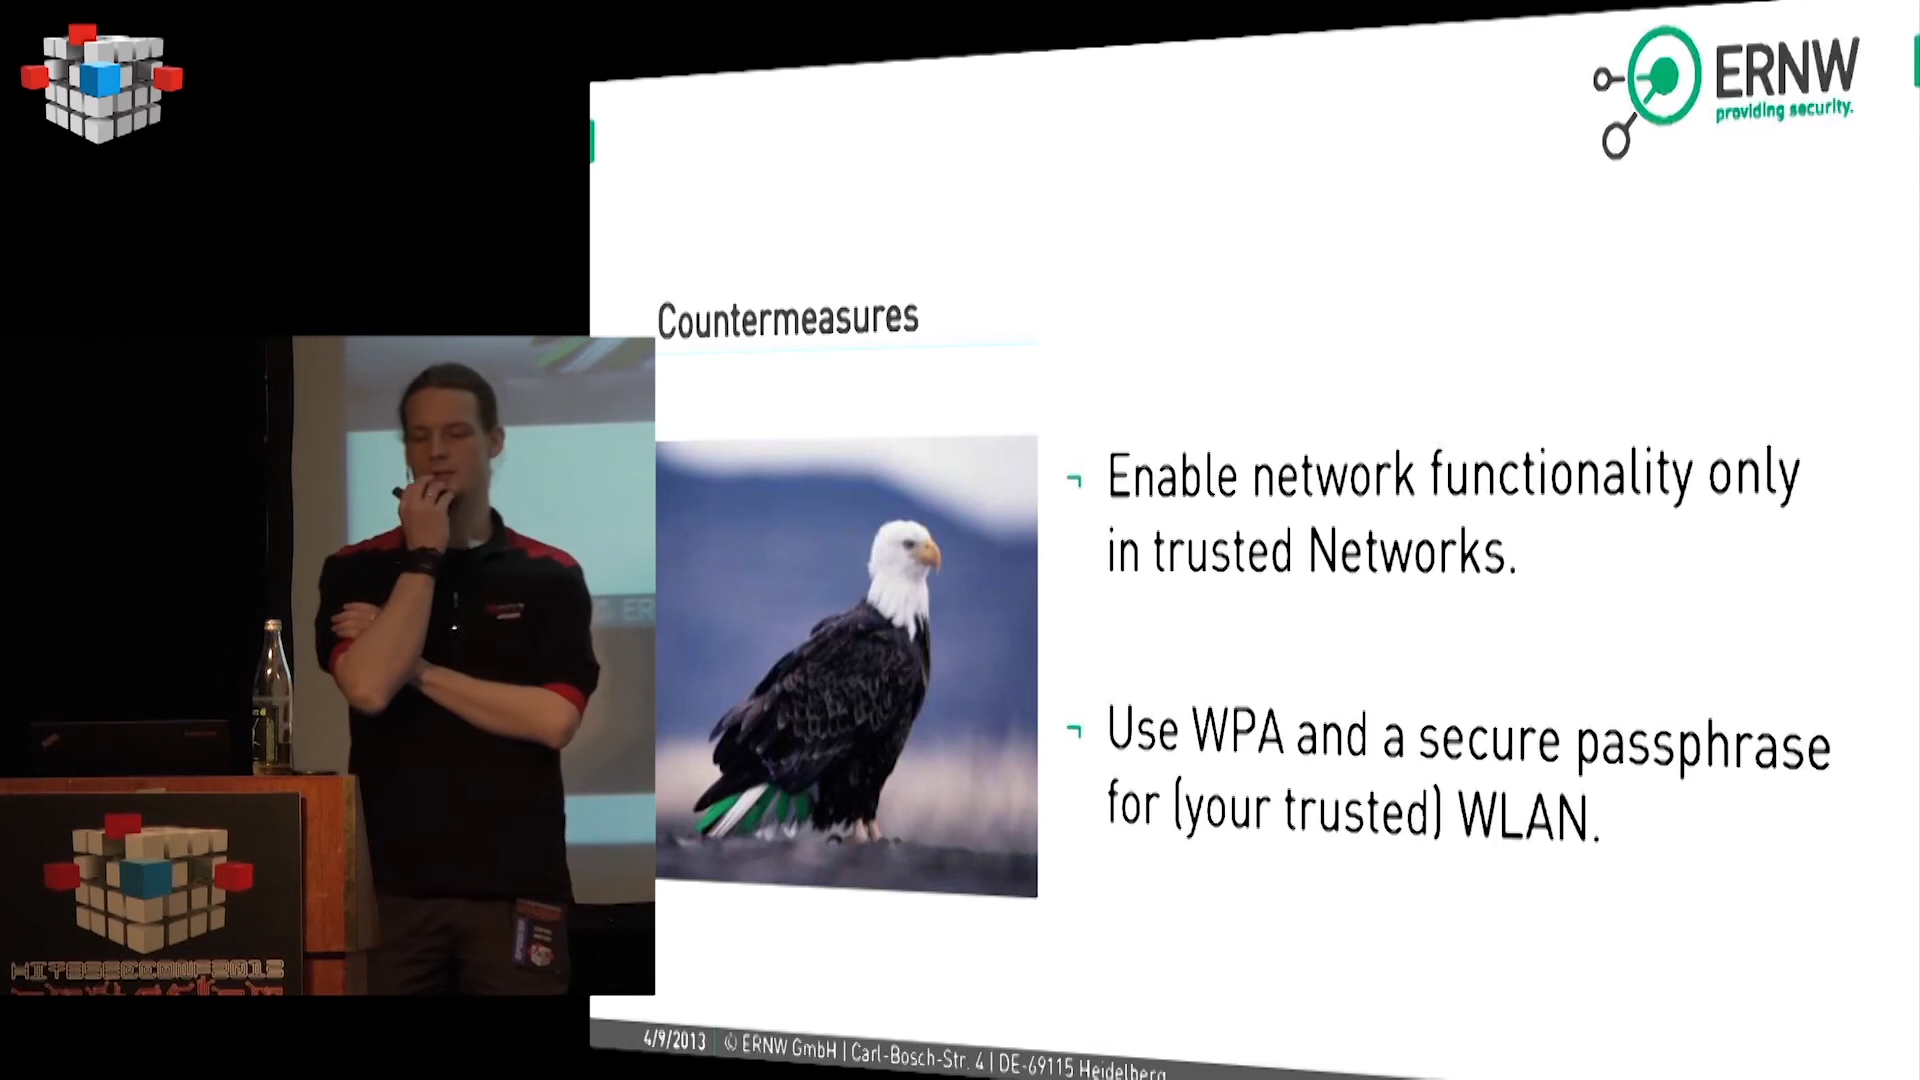 ERNW
providing security.
Countermeasures
¬ Enable network functionality only
in trusted Networks.
¬ Use WPA and a secure passphrase
for (your trusted) WLAN.
HITBSECCONF2013
4/9/2013 | © ERNW GmbH | Carl-Bosch-Str. 4 | DE-69115 Heidelberg